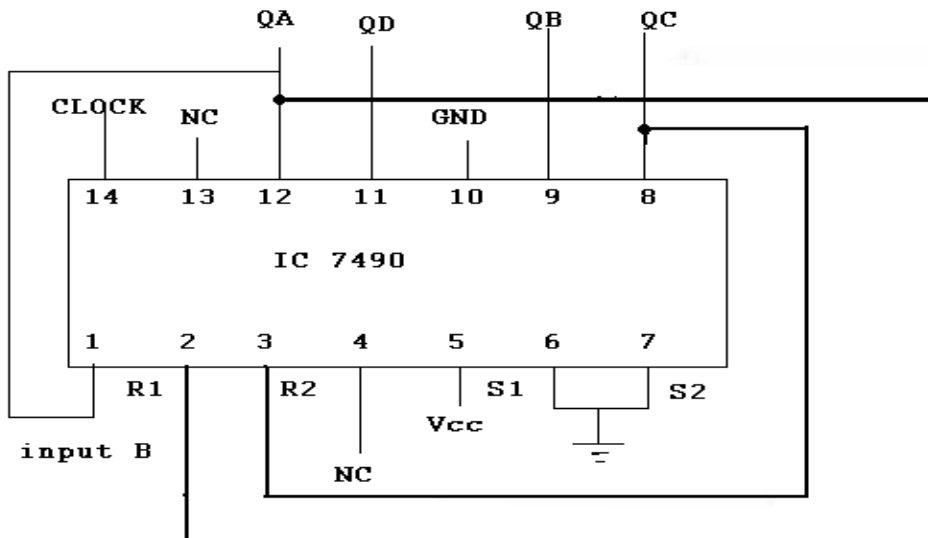 QA QD QB QC
CLOCK NC GND
14 13 12 11 10 9 8
IC 7490
1 2 3 4 5 6 7
R1 R2 S1 S2
Vcc
input B
NC